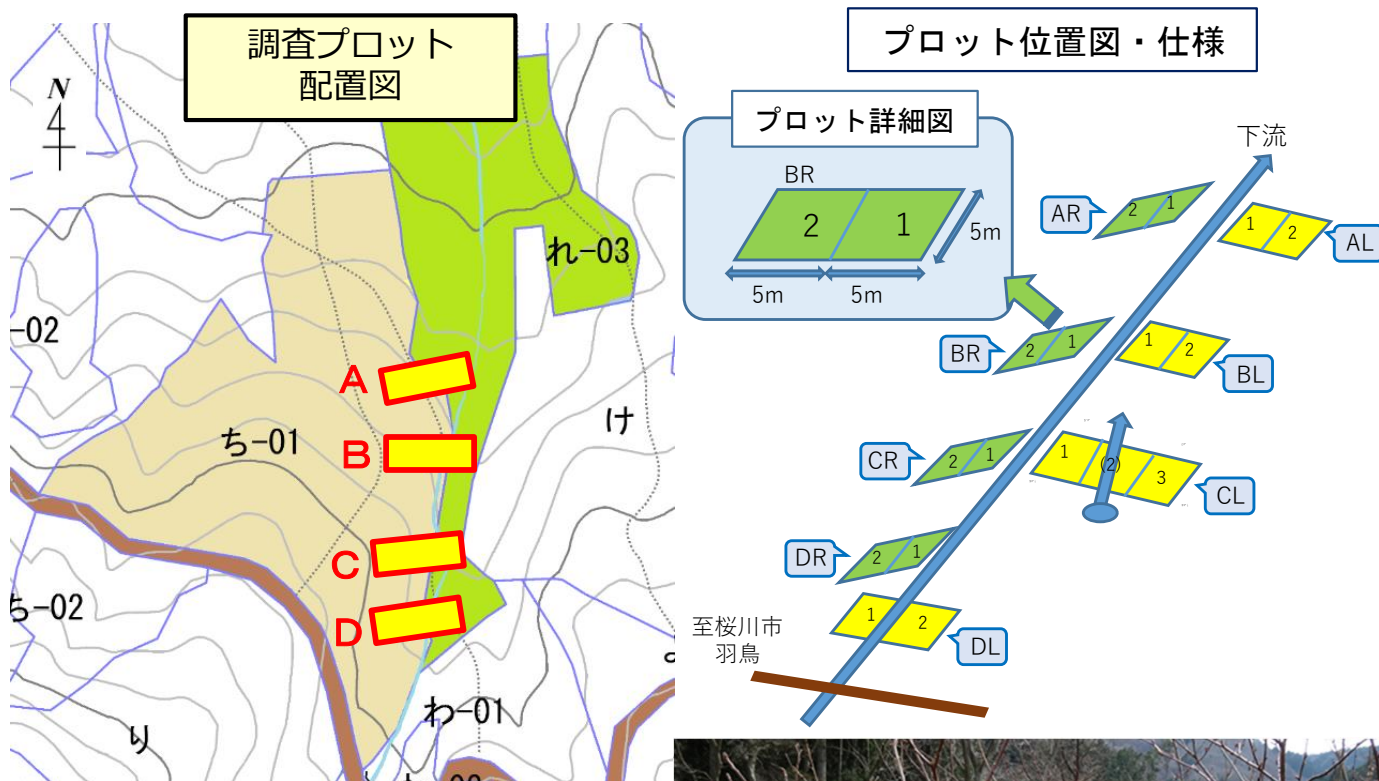 調査プロット
配置図
N
れ-03
-02
A
け
ち-01
B
C
ち-02
D
わ-01
り
プロット位置図・仕様
プロット詳細図
下流
BR
2 1
5m
5m 5m
AR
2 1
1 2
AL
BR
2 1
1 2
BL
CR
2 1
1 (2) 3
CL
DR
2 1
1 2
DL
至桜川市
羽鳥